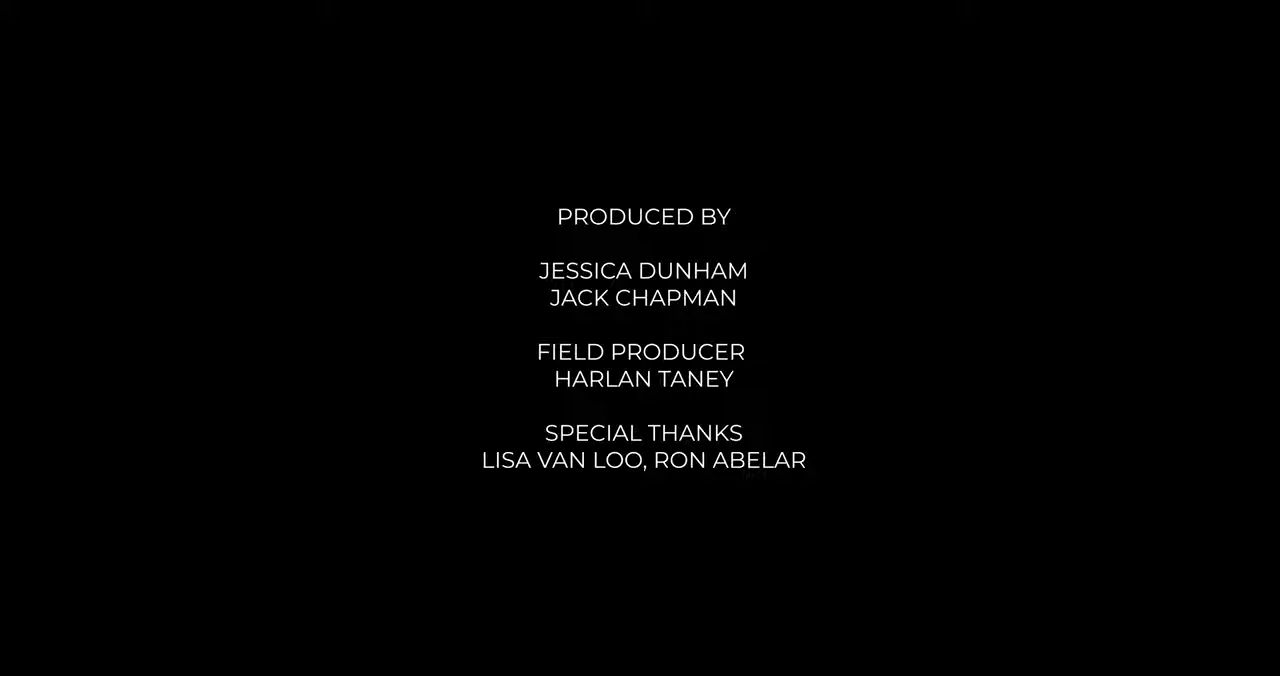 PRODUCED BY
JESSICA DUNHAM
JACK CHAPMAN
FIELD PRODUCER
HARLAN TANEY
SPECIAL THANKS
LISA VAN LOO, RON ABELAR